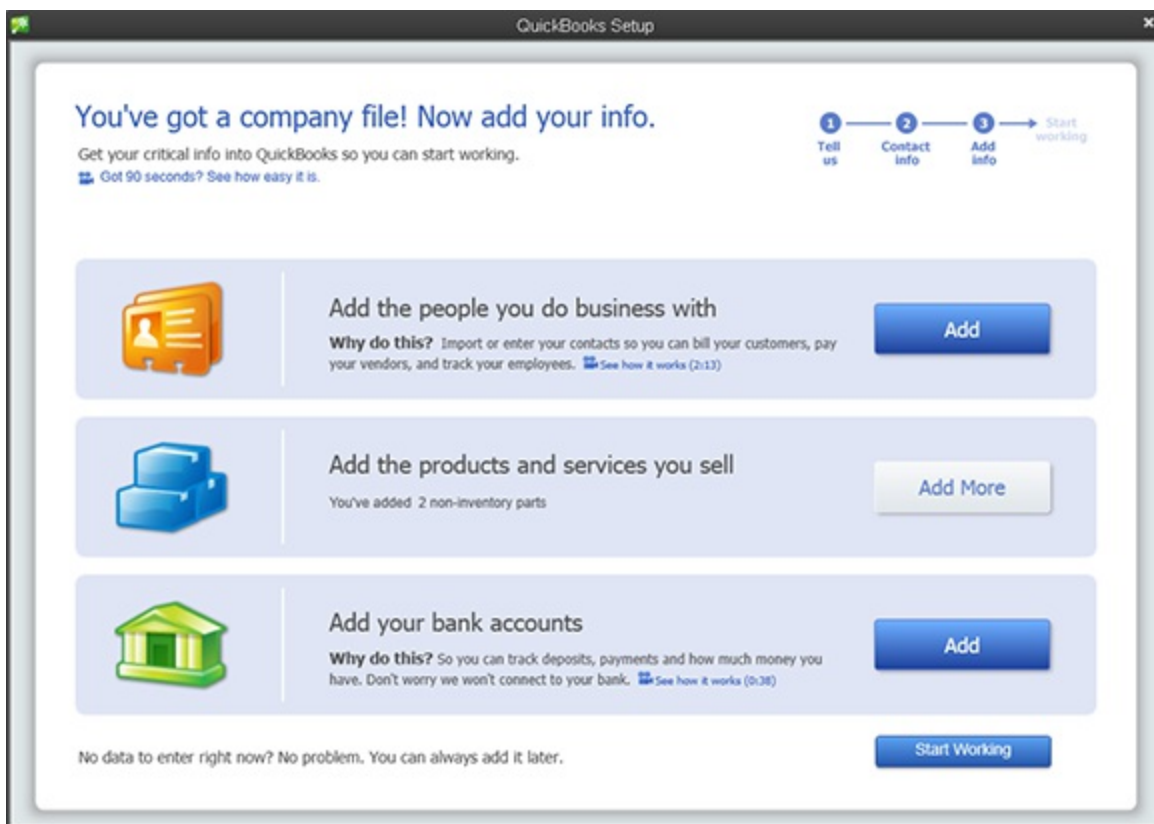 QuickBooks Setup
You've got a company file! Now add your info.
Get your critical info into QuickBooks so you can start working.
Got 90 seconds? See how easy it is.
1 2 3 Start working
Tell us
Contact info
Add info
Add the people you do business with
Why do this? Import or enter your contacts so you can bill your customers, pay
your vendors, and track your employees. See how it works (2:13)
Add
Add the products and services you sell
You've added 2 non-inventory parts
Add More
Add your bank accounts
Why do this? So you can track deposits, payments and how much money you
have. Don't worry we won't connect to your bank. See how it works (0:38)
Add
No data to enter right now? No problem. You can always add it later.
Start Working